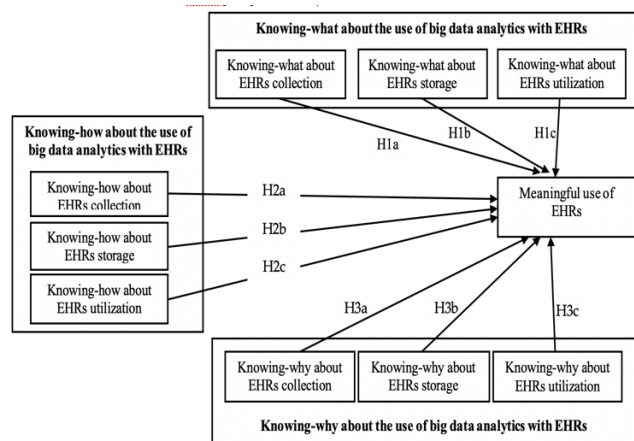 Knowing-what about the use of big data analytics with EHRs
Knowing-what about
EHRs collection
Knowing-what about
EHRs storage
Knowing-what about
EHRs utilization
H1a
H1b
H1c
Knowing-how about the use of
big data analytics with EHRs
Knowing-how about
EHRs collection
Knowing-how about
EHRs storage
Knowing-how about
EHRs utilization
H2a
H2b
H2c
Meaningful use of
EHRs
H3a
H3b
H3c
Knowing-why about
EHRs collection
Knowing-why about
EHRs storage
Knowing-why about
EHRs utilization
Knowing-why about the use of big data analytics with EHRs